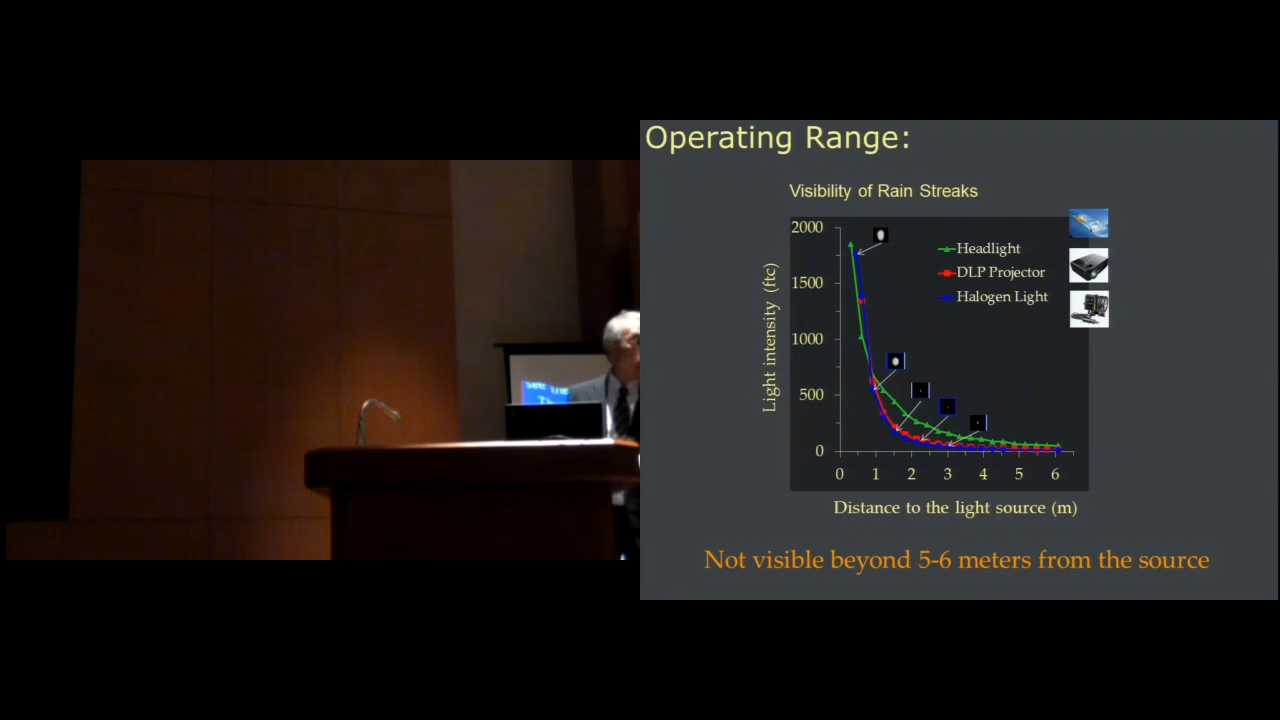 Operating Range:
Visibility of Rain Streaks
2000
1500
1000
500
0
Light intensity (ftc)
Headlight
DLP Projector
Halogen Light
0 1 2 3 4 5 6
Distance to the light source (m)
Not visible beyond 5-6 meters from the source